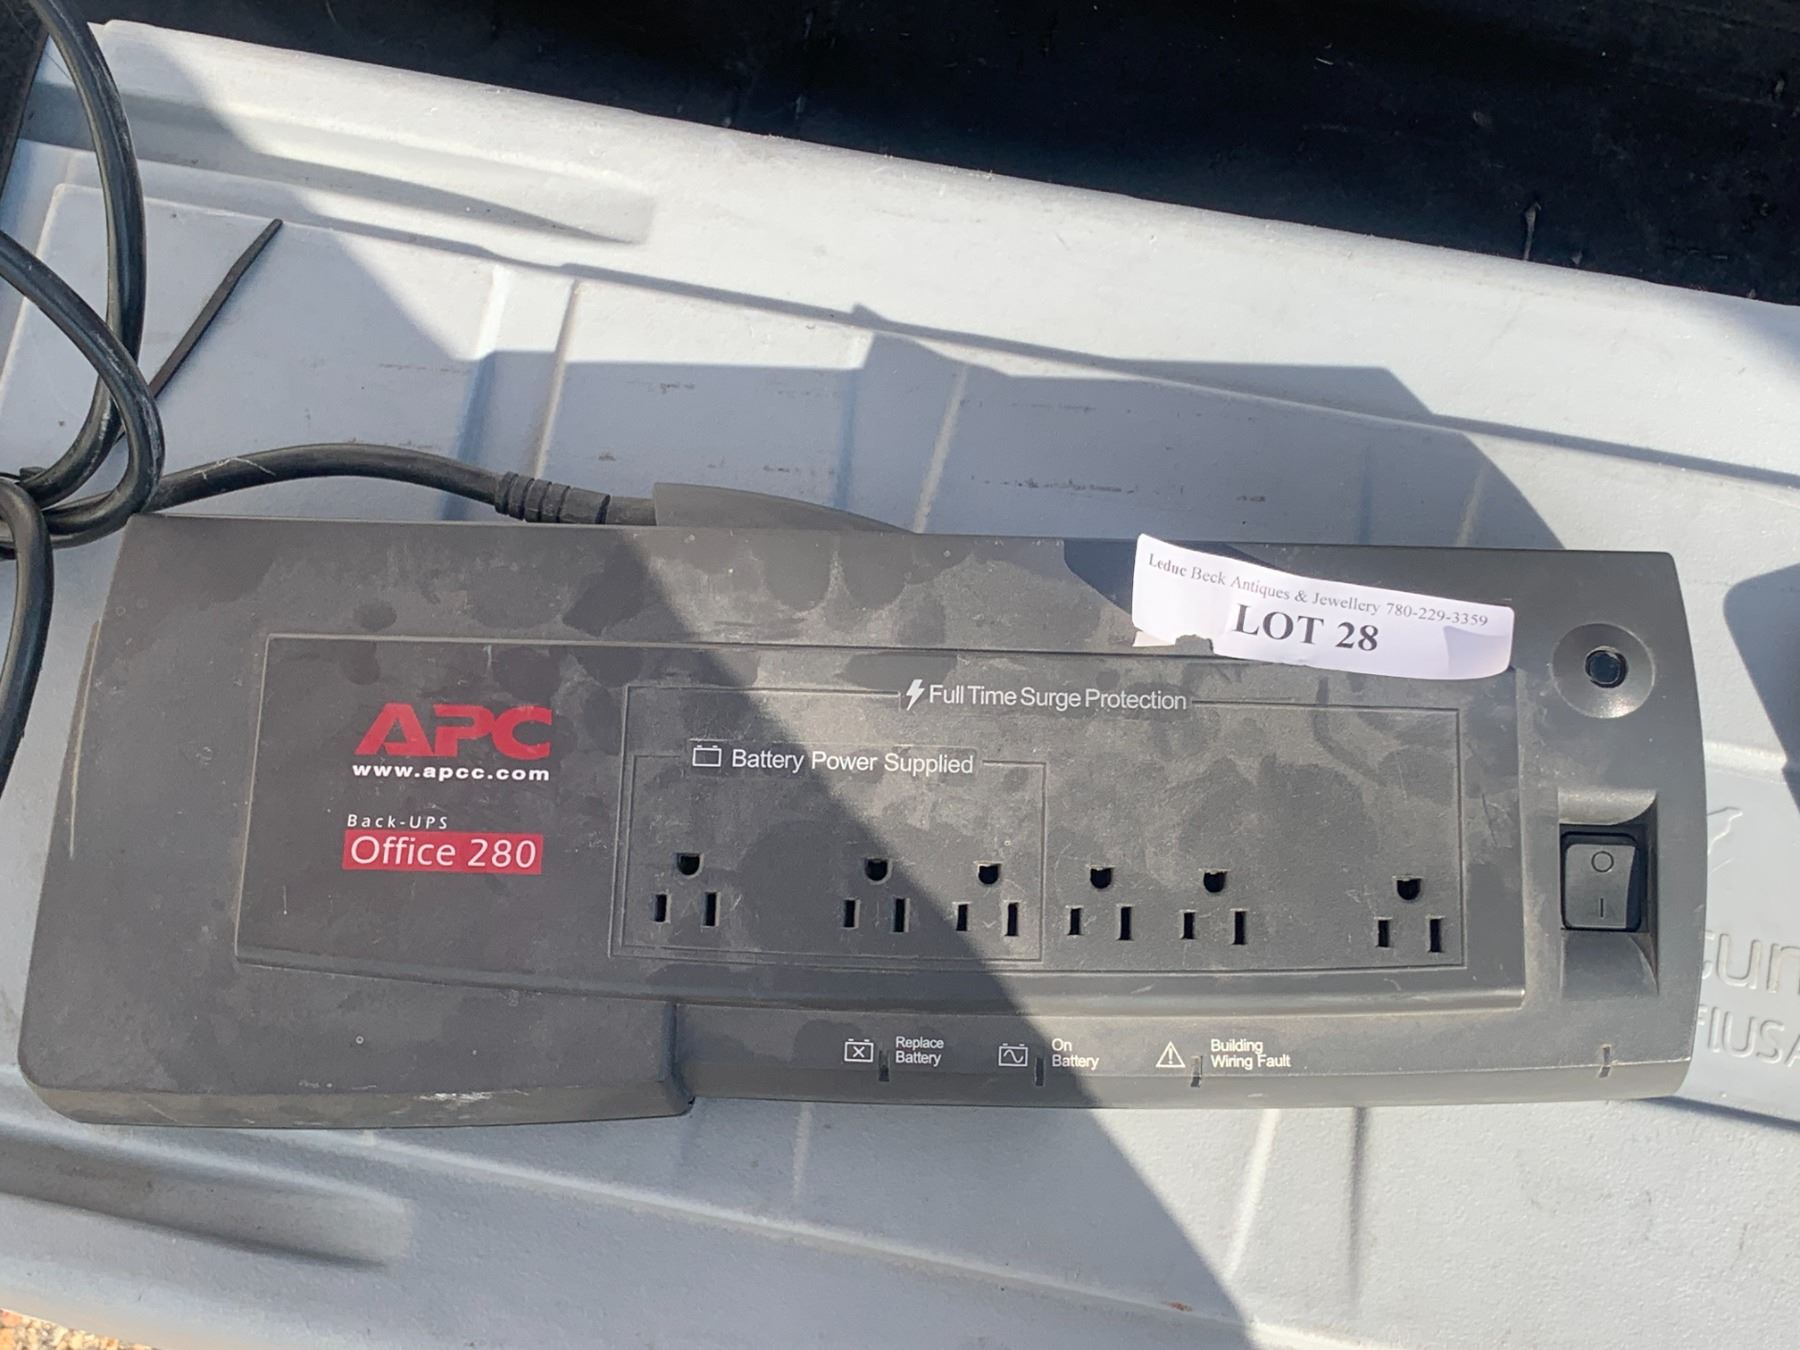 Leduc Beck Antiques & Jewellery 780-229-3359
LOT 28
Full Time Surge Protection
Battery Power Supplied
APC
www.apcc.com
Back-UPS
Office 280
O
I
Replace
Battery
On
Battery
Building
Wiring Fault